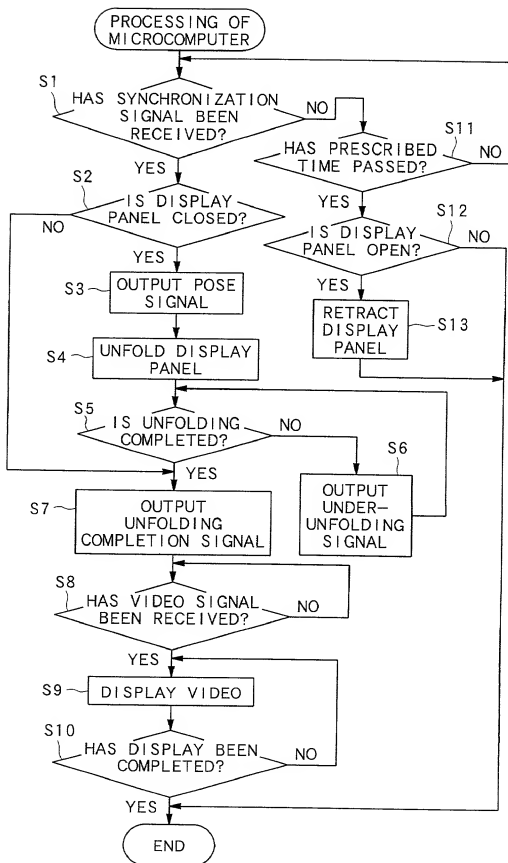 PROCESSING OF
MICROCOMPUTER
S1
HAS SYNCHRONIZATION
SIGNAL BEEN
RECEIVED?
NO
YES
S11
HAS PRESCRIBED
TIME PASSED?
NO
YES
S2
IS DISPLAY
PANEL CLOSED?
NO
YES
S12
IS DISPLAY
PANEL OPEN?
NO
YES
S3
OUTPUT POSE
SIGNAL
S13
RETRACT
DISPLAY
PANEL
S4
UNFOLD DISPLAY
PANEL
S5
IS UNFOLDING
COMPLETED?
NO
YES
S6
OUTPUT
UNDER-
UNFOLDING
SIGNAL
S7
OUTPUT
UNFOLDING
COMPLETION SIGNAL
S8
HAS VIDEO SIGNAL
BEEN RECEIVED?
NO
YES
S9
DISPLAY VIDEO
S10
HAS DISPLAY BEEN
COMPLETED?
NO
YES
END